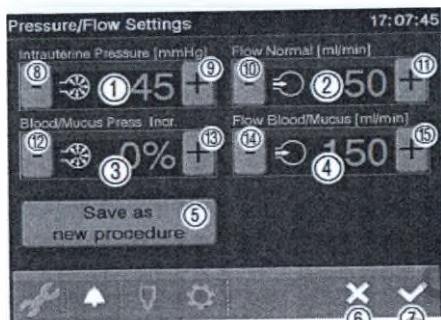 Pressure/Flow Settings 17:07:45
Intrauterine Pressure [mmHg] Flow Normal [ml/min]
⑧ - ① 45 ⑨ + ⑩ - ② 50 ⑪ +
Blood/Mucus Press. Incr. Flow Blood/Mucus [ml/min]
⑫ - ③ 0% ⑬ + ⑭ - ④ 150 ⑮ +
Save as ⑤
new procedure
⑥ ⑦